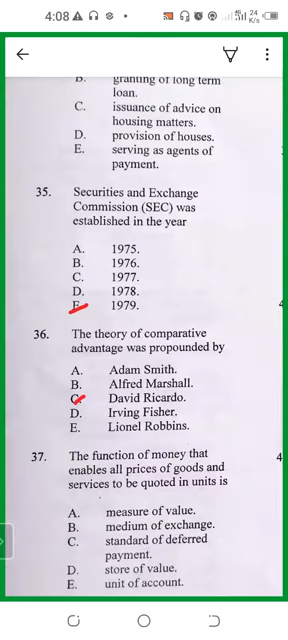 4:08
24
K/s
B. granting of long term
loan.
C. issuance of advice on
housing matters.
D. provision of houses.
E. serving as agents of
payment.
35. Securities and Exchange
Commission (SEC) was
established in the year
A. 1975.
B. 1976.
C. 1977.
D. 1978.
E. 1979.
36. The theory of comparative
advantage was propounded by
A. Adam Smith.
B. Alfred Marshall.
C. David Ricardo.
D. Irving Fisher.
E. Lionel Robbins.
37. The function of money that
enables all prices of goods and
services to be quoted in units is
A. measure of value.
B. medium of exchange.
C. standard of deferred
payment.
D. store of value.
E. unit of account.